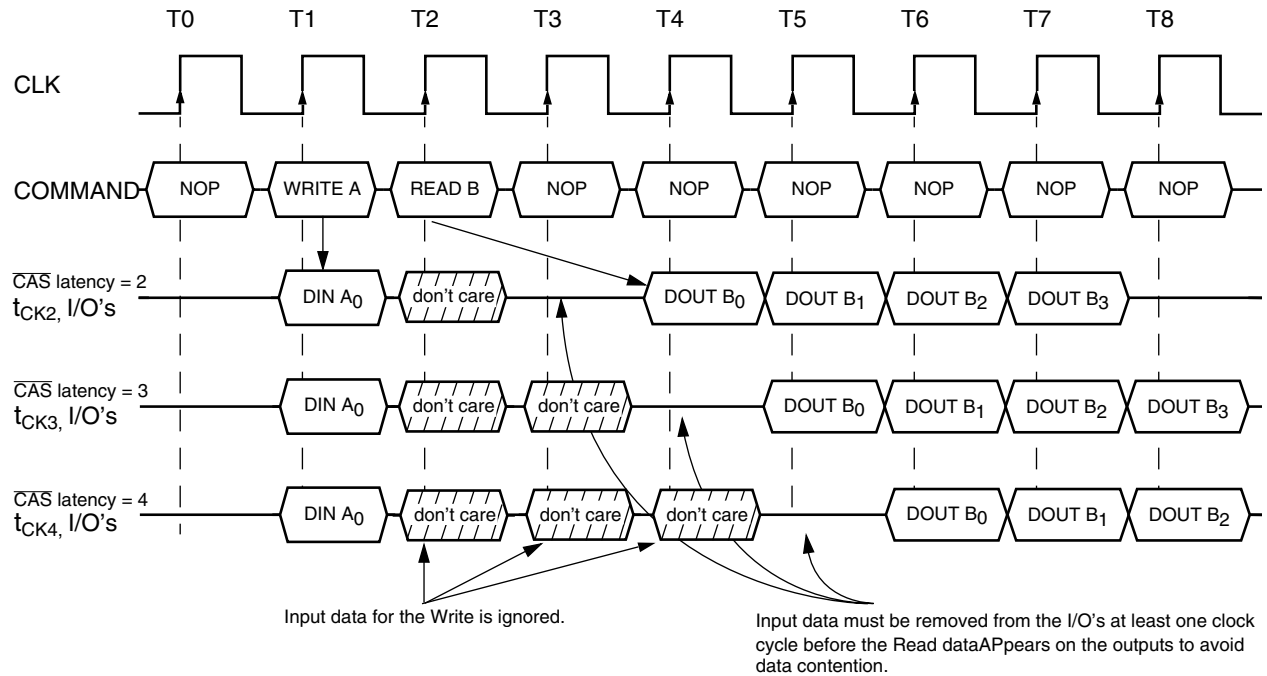 T0 T1 T2 T3 T4 T5 T6 T7 T8
CLK
COMMAND NOP WRITE A READ B NOP NOP NOP NOP NOP NOP
CAS latency = 2
tCK2, I/O's DIN A0 don't care DOUT B0 DOUT B1 DOUT B2 DOUT B3
CAS latency = 3
tCK3, I/O's DIN A0 don't care don't care DOUT B0 DOUT B1 DOUT B2 DOUT B3
CAS latency = 4
tCK4, I/O's DIN A0 don't care don't care don't care DOUT B0 DOUT B1 DOUT B2
Input data for the Write is ignored.
Input data must be removed from the I/O's at least one clock
cycle before the Read dataAPpears on the outputs to avoid
data contention.